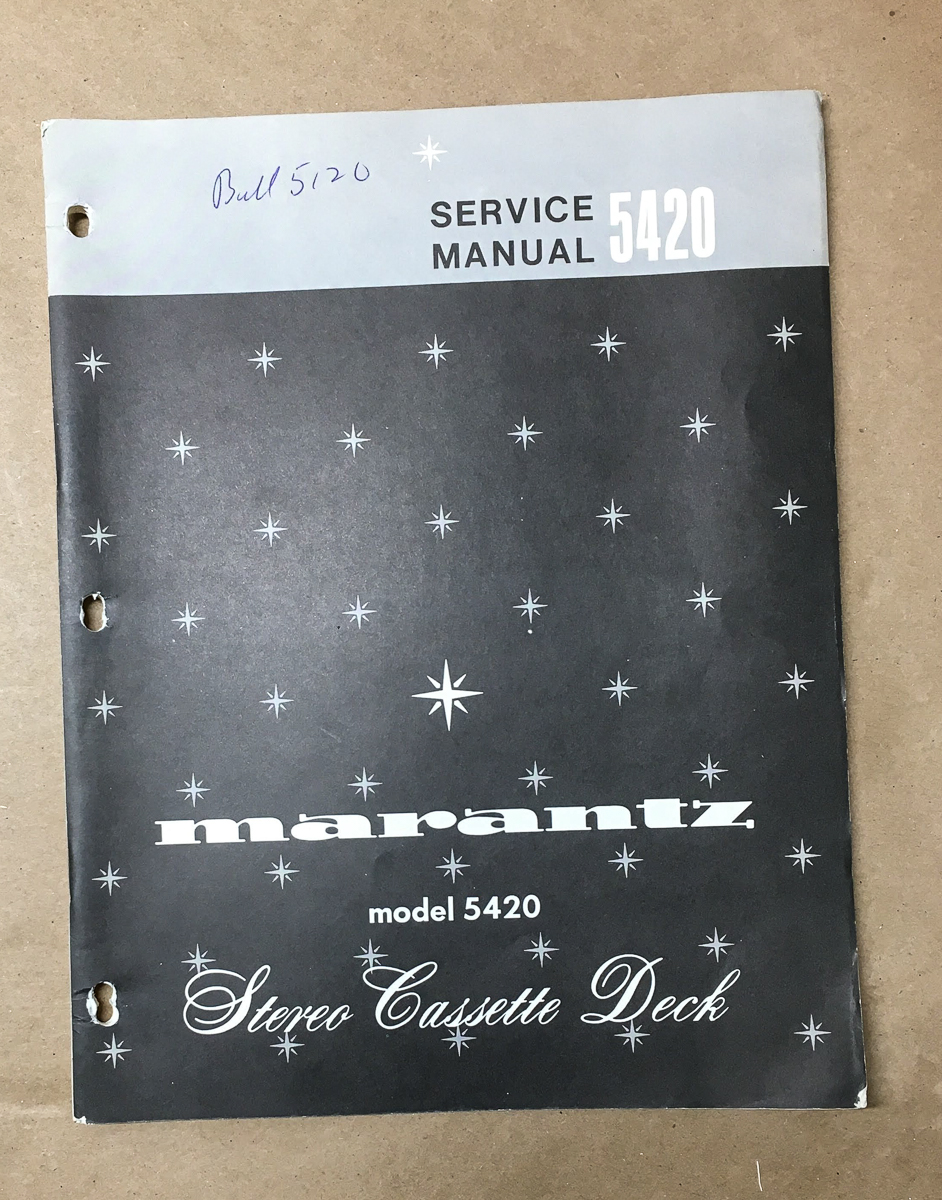 Bull 5120
SERVICE
MANUAL 5420
marantz
model 5420
Stereo Cassette Deck